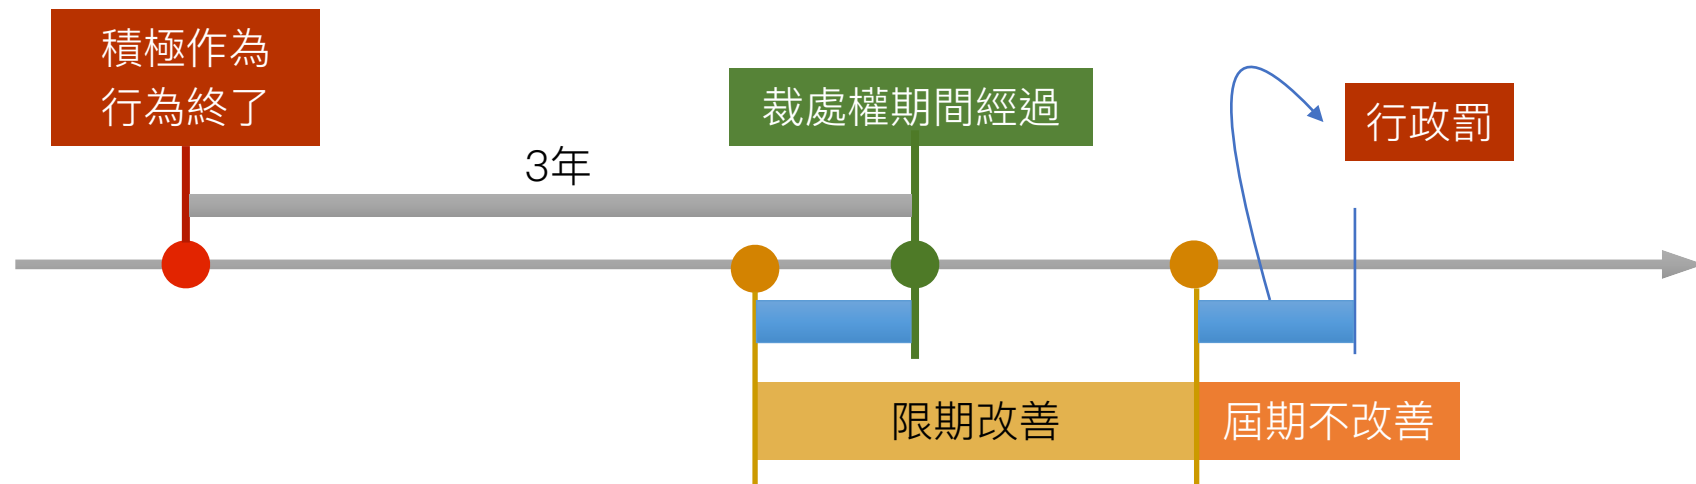 積極作為
行為終了
3年
裁處權期間經過
行政罰
限期改善
屆期不改善